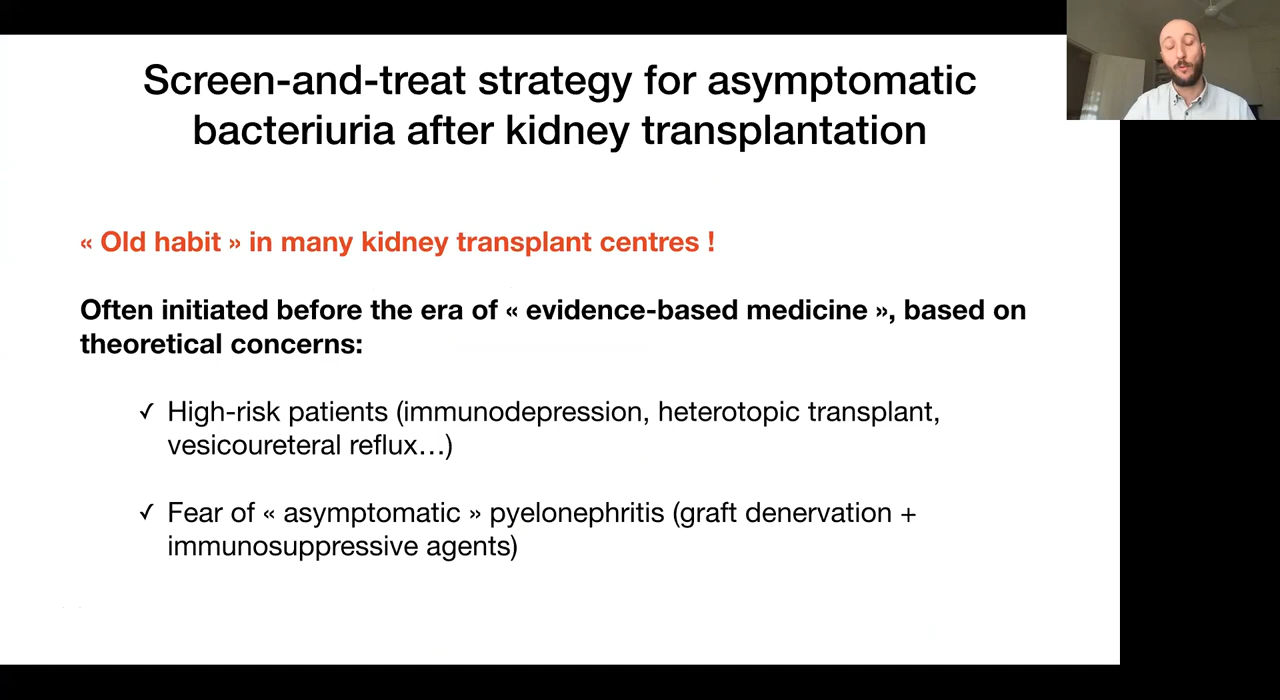 Screen-and-treat strategy for asymptomatic
bacteriuria after kidney transplantation
« Old habit » in many kidney transplant centres !
Often initiated before the era of « evidence-based medicine », based on
theoretical concerns:
✓ High-risk patients (immunodepression, heterotopic transplant,
vesicoureteral reflux…)
✓ Fear of « asymptomatic » pyelonephritis (graft denervation +
immunosuppressive agents)